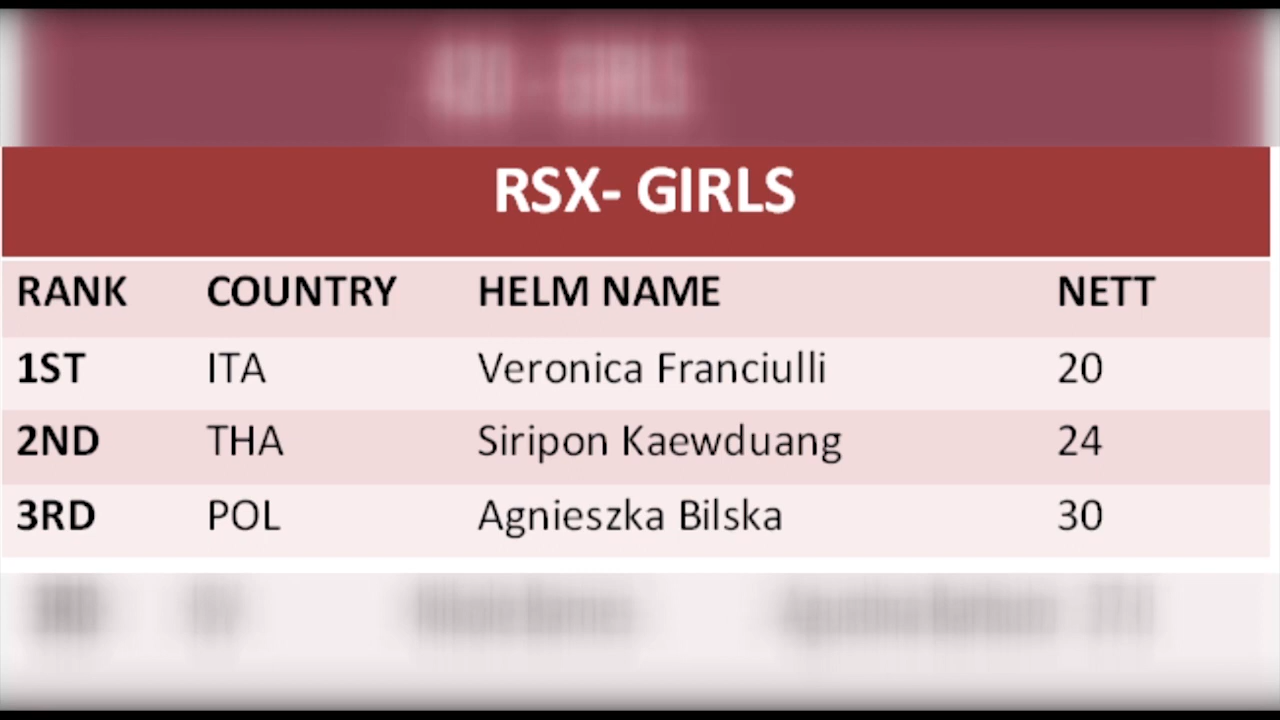 RSX- GIRLS
RANK COUNTRY HELM NAME NETT
1ST ITA Veronica Franciulli 20
2ND THA Siripon Kaewduang 24
3RD POL Agnieszka Bilska 30